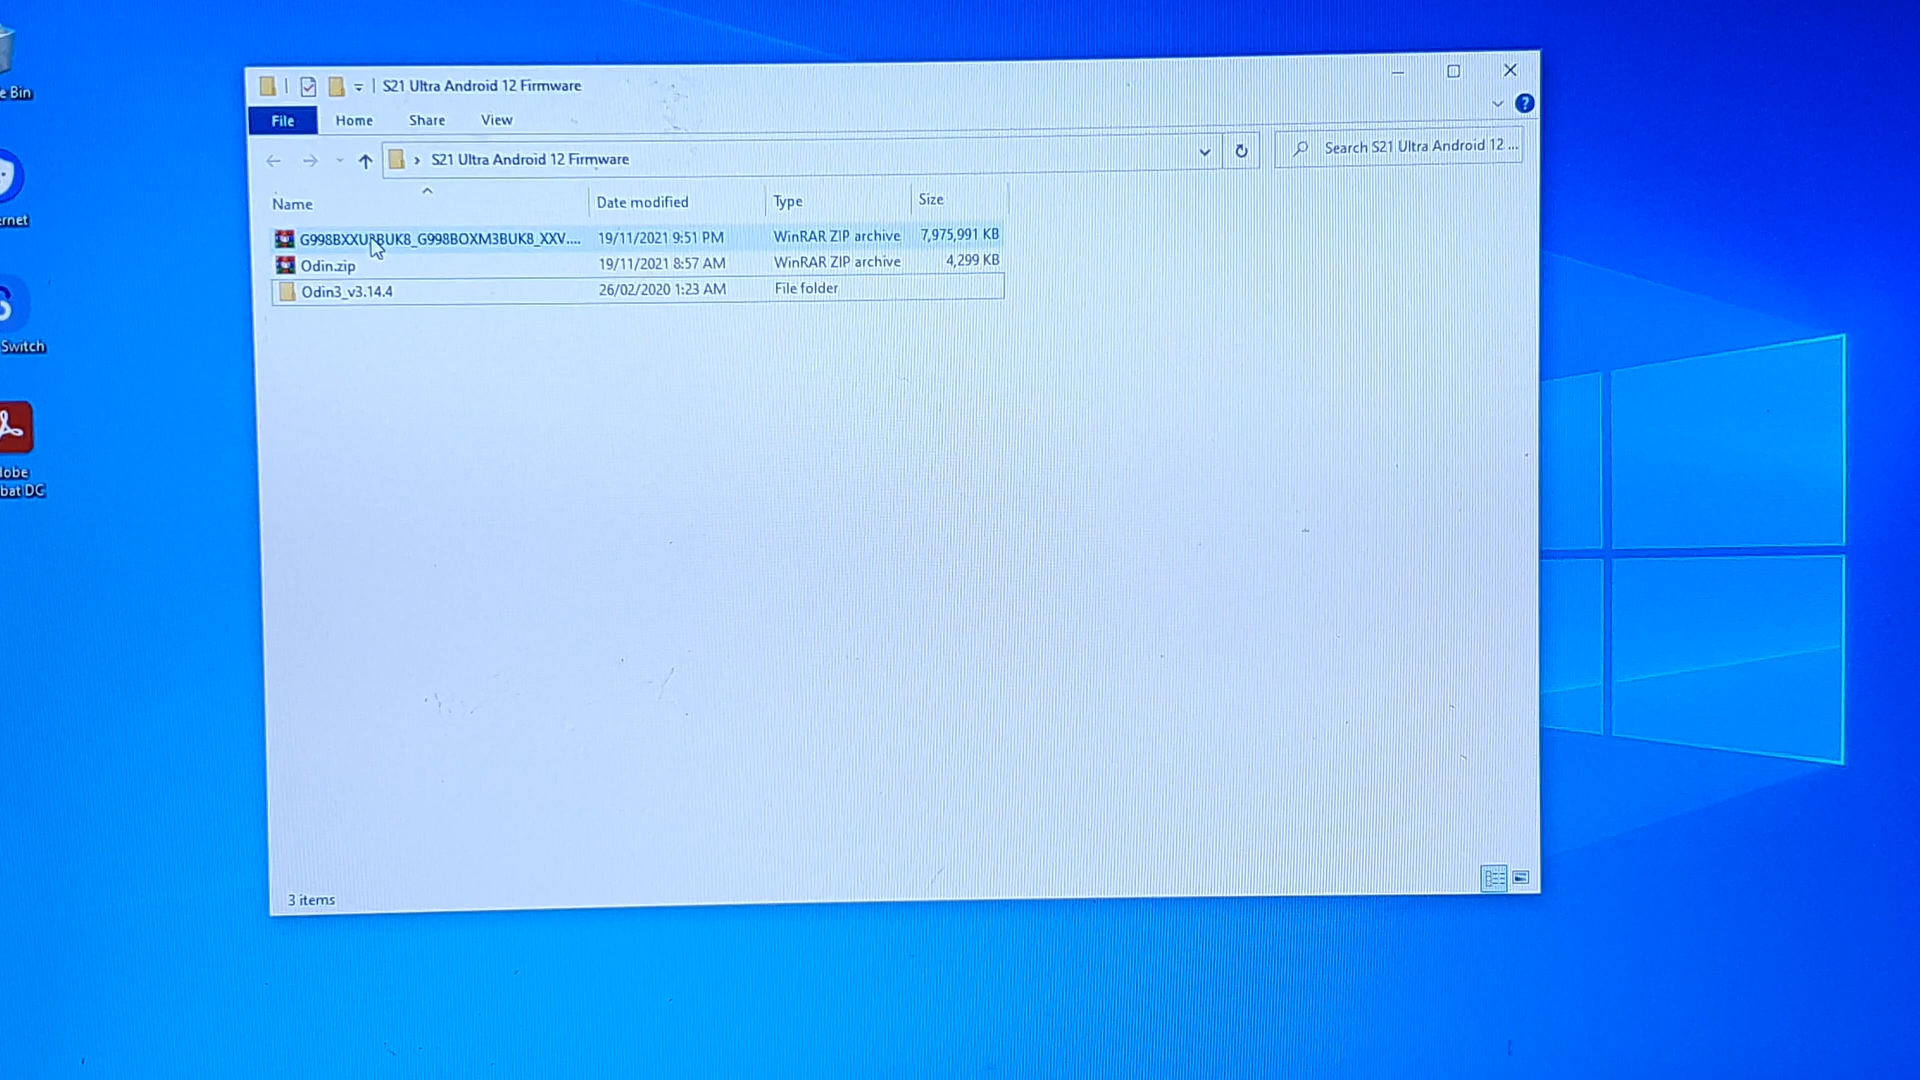 S21 Ultra Android 12 Firmware
File Home Share View
S21 Ultra Android 12 Firmware
Search S21 Ultra Android 12 ...
Name Date modified Type Size
19/11/2021 9:51 PM WinRAR ZIP archive 7,975,991 KB
Odin.zip 19/11/2021 8:57 AM WinRAR ZIP archive 4,299 KB
Odin3_v3.14.4 26/02/2020 1:23 AM File folder
3 items
e Bin
ernet
Switch
lobe
bat DC